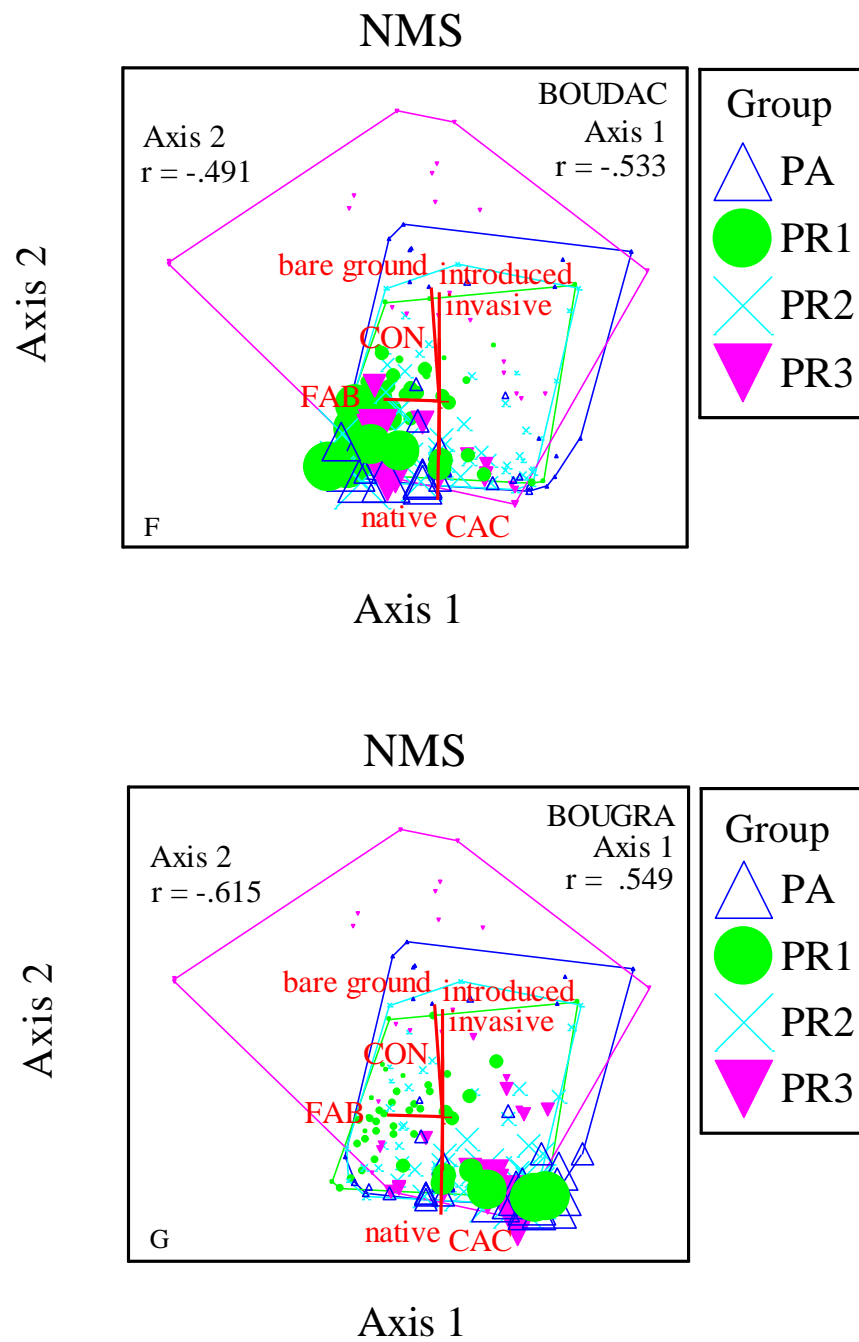 NMS
BOUDAC
Axis 2
r = -.491
Axis 1
r = -.533
Group
PA
PR1
PR2
PR3
Axis 2
bare ground
introduced
invasive
CON
FAB
native
CAC
F
Axis 1
NMS
BOUGRA
Axis 2
r = -.615
Axis 1
r = .549
Group
PA
PR1
PR2
PR3
Axis 2
bare ground
introduced
invasive
CON
FAB
native
CAC
G
Axis 1